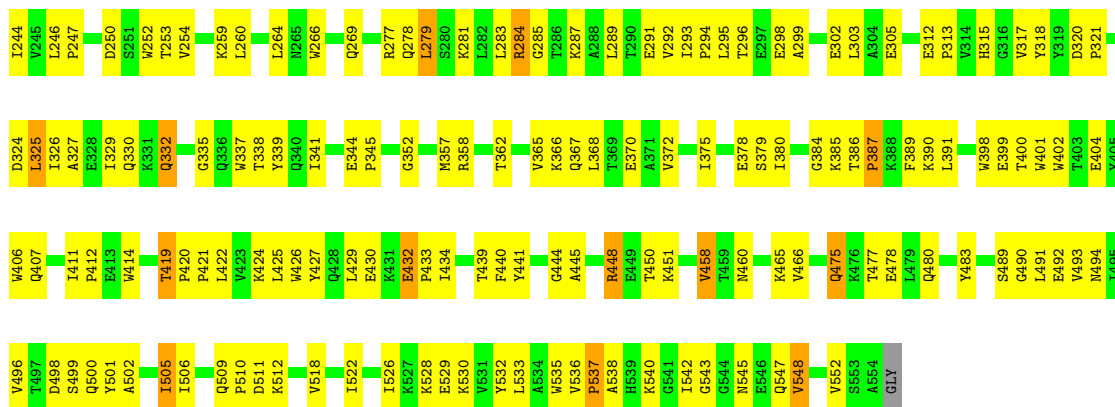 I244 V245 L246 P247 D250 S251 W252 T253 V254 K259 L260 L264 N265 W266 Q269 R277 Q278 L279 S280 K281 L282 L283 R284 G285 T286 K287 A288 L289 T290 E291 V292 I293 P294 L295 T296 E297 E298 A299 E302 L303 A304 E305 E312 P313 V314 H315 G316 V317 Y318 Y319 D320 P321
D324 L325 I326 A327 E328 I329 Q330 K331 Q332 G335 Q336 W337 T338 Y339 Q340 I341 E344 P345 G352 M357 R358 T362 V365 K366 Q367 L368 T369 E370 A371 V372 I375 E378 S379 I380 G384 K385 T386 P387 K388 F389 K390 L391 W398 E399 T400 W401 W402 T403 E404 Y405
W406 Q407 I411 P412 E413 W414 T419 P420 P421 L422 V423 K424 L425 W426 Y427 Q428 L429 E430 K431 E432 P433 I434 T439 F440 Y441 G444 A445 R448 E449 T450 K451 V458 T459 N460 K465 V466 Q475 K476 T477 E478 L479 Q480 Y483 S489 G490 L491 E492 V493 N494 I495
V496 T497 D498 S499 Q500 Y501 A502 I505 I506 Q509 P510 D511 K512 V518 I522 I526 K527 K528 E529 K530 V531 Y532 L533 A534 W535 V536 P537 A538 H539 K540 G541 I542 G543 G544 N545 E546 Q547 V548 V552 S553 A554 GLY